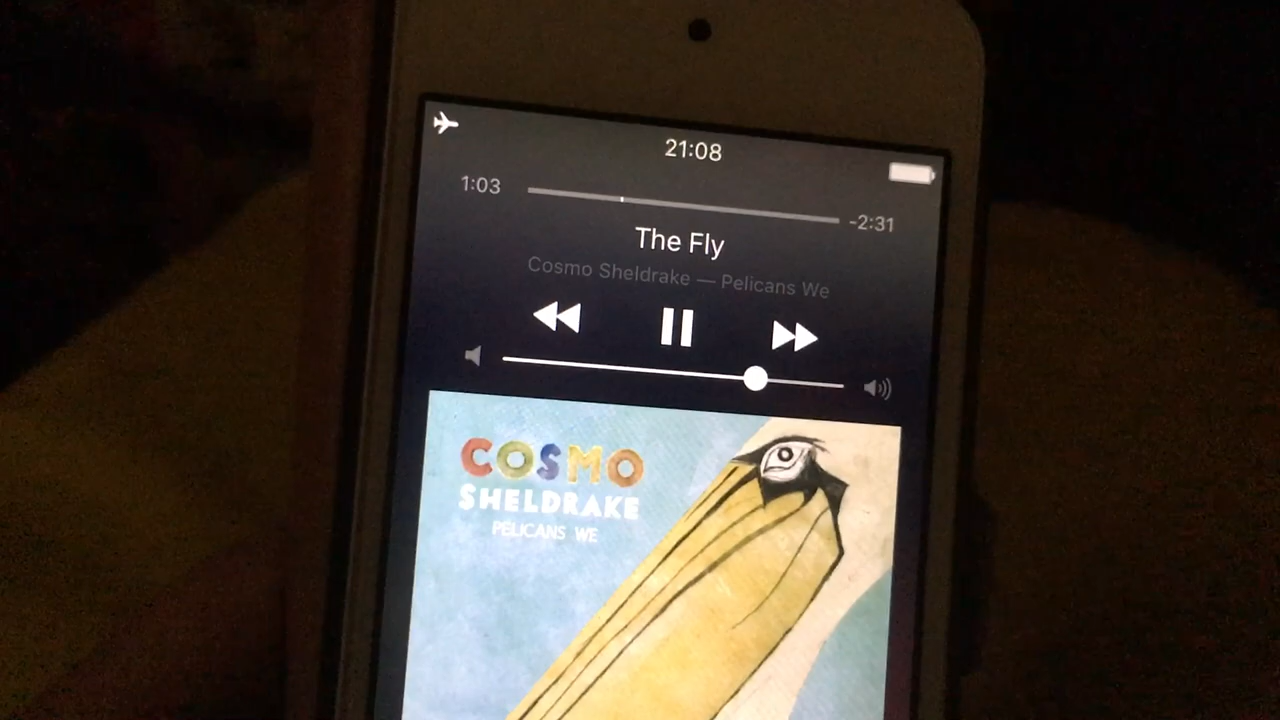 21:08
1:03 -2:31
The Fly
Cosmo Sheldrake — Pelicans We
COSMO
SHELDRAKE
PELICANS WE